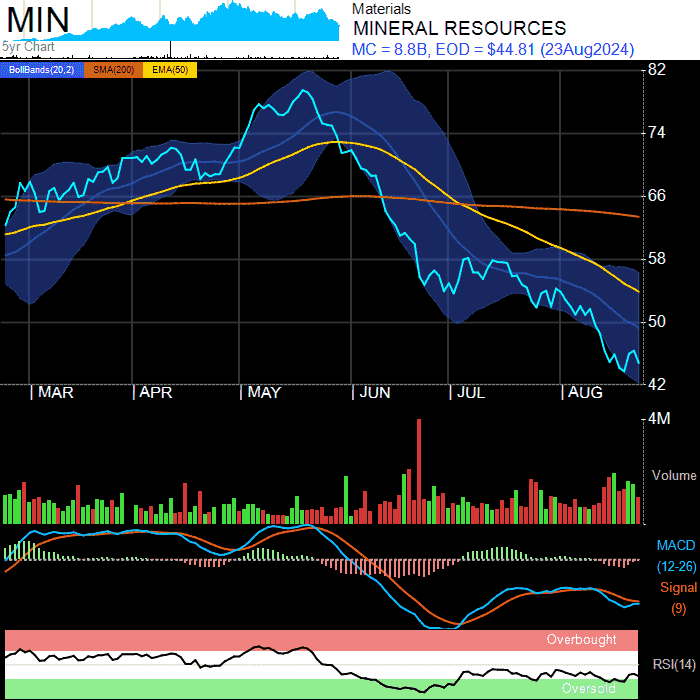 MIN
5yr Chart
Materials
MINERAL RESOURCES
MC = 8.8B, EOD = $44.81 (23Aug2024)
BollBands(20,2) SMA(200) EMA(50)
82
74
66
58
50
42
MAR APR MAY JUN JUL AUG
4M
Volume
MACD
(12-26)
Signal
(9)
Overbought
RSI(14)
Oversold